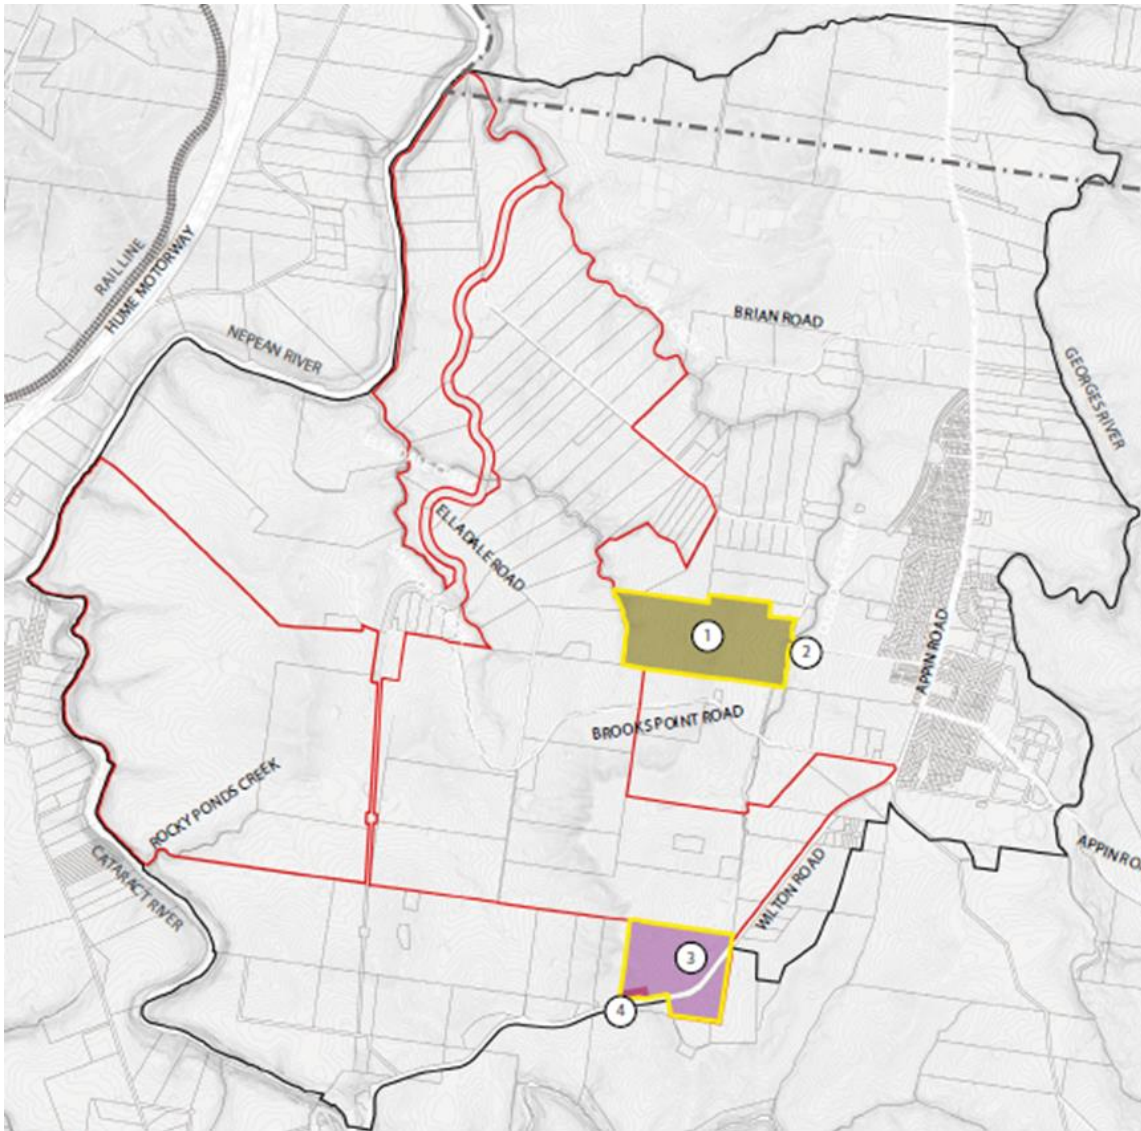 RAIL LINE
HUME MOTORWAY
NEPEAN RIVER
BRIAN ROAD
GEORGES RIVER
ELLADALE ROAD
1
2
APPIN ROAD
BROOKS POINT ROAD
ROCKY PONDS CREEK
CATARACT RIVER
WILTON ROAD
APPIN RO
3
4